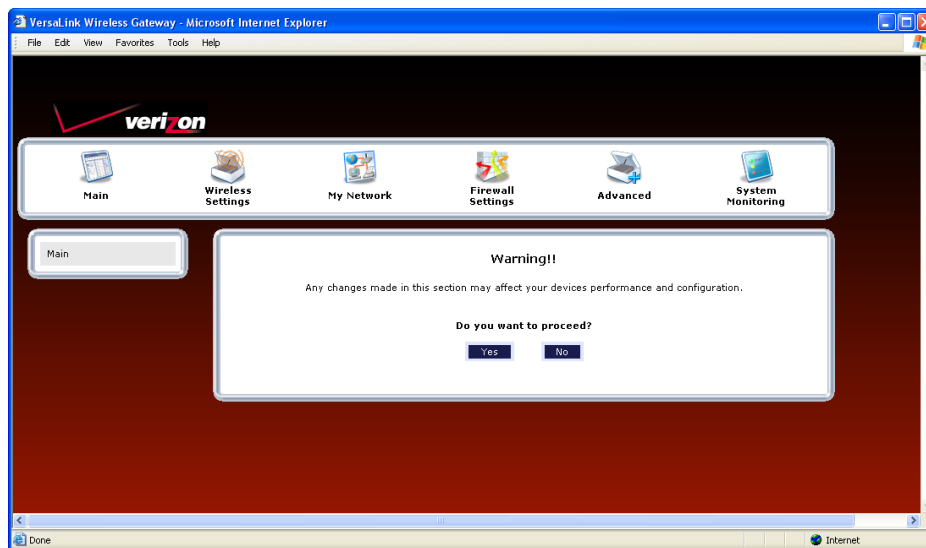 VersaLink Wireless Gateway - Microsoft Internet Explorer
File Edit View Favorites Tools Help
verizon
Main
Wireless
Settings
My Network
Firewall
Settings
Advanced
System
Monitoring
Main
Warning!!
Any changes made in this section may affect your devices performance and configuration.
Do you want to proceed?
Yes No
Done
Internet